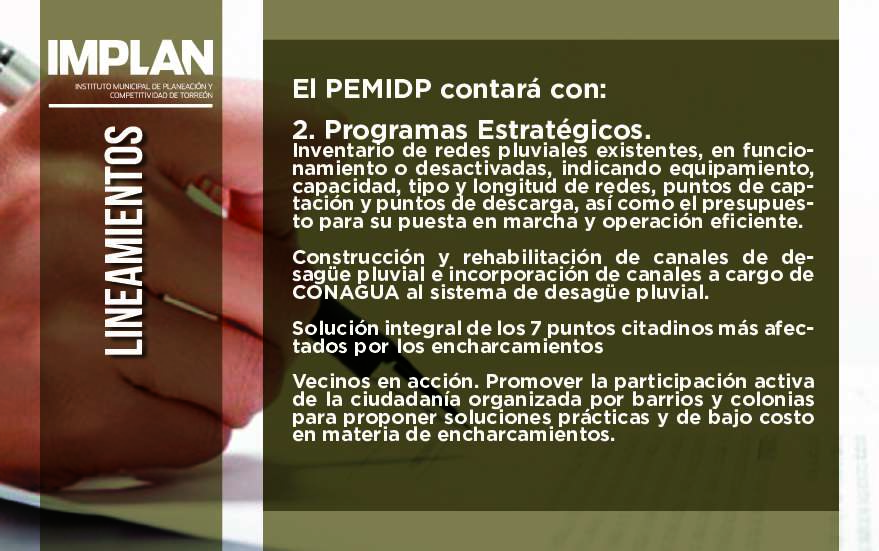 IMPLAN
INSTITUTO MUNICIPAL DE PLANEACIÓN Y
COMPETITIVIDAD DE TORREÓN
LINEAMIENTOS
El PEMIDP contará con:
2. Programas Estratégicos.
Inventario de redes pluviales existentes, en funcio-
namiento o desactivadas, indicando equipamiento,
capacidad, tipo y longitud de redes, puntos de cap-
tación y puntos de descarga, así como el presupues-
to para su puesta en marcha y operación eficiente.
Construcción y rehabilitación de canales de de-
sagüe pluvial e incorporación de canales a cargo de
CONAGUA al sistema de desagüe pluvial.
Solución integral de los 7 puntos citadinos más afec-
tados por los encharcamientos
Vecinos en acción. Promover la participación activa
de la ciudadanía organizada por barrios y colonias
para proponer soluciones prácticas y de bajo costo
en materia de encharcamientos.